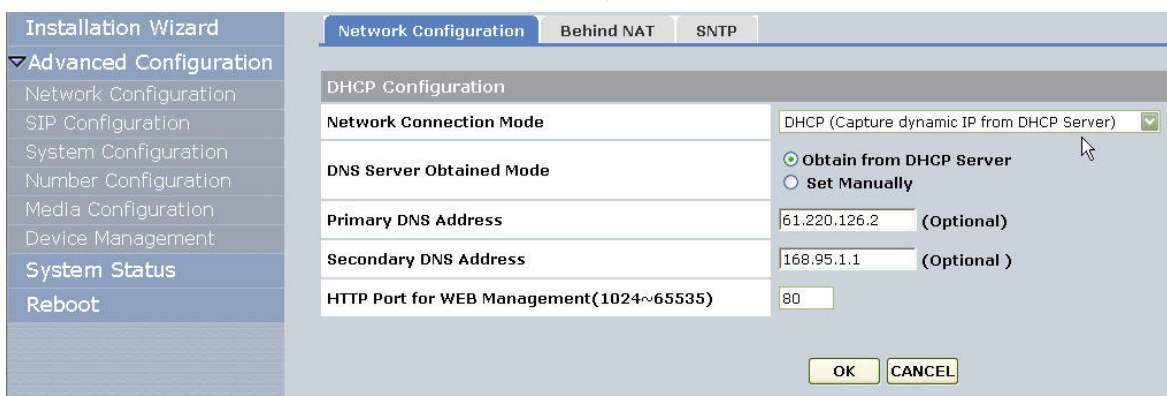 Installation Wizard
Advanced Configuration
Network Configuration
SIP Configuration
System Configuration
Number Configuration
Media Configuration
Device Management
System Status
Reboot
Network Configuration Behind NAT SNTP
DHCP Configuration
Network Connection Mode DHCP (Capture dynamic IP from DHCP Server)
DNS Server Obtained Mode
Obtain from DHCP Server
Set Manually
Primary DNS Address 61.220.126.2 (Optional)
Secondary DNS Address 168.95.1.1 (Optional )
HTTP Port for WEB Management(1024~65535) 80
OK CANCEL